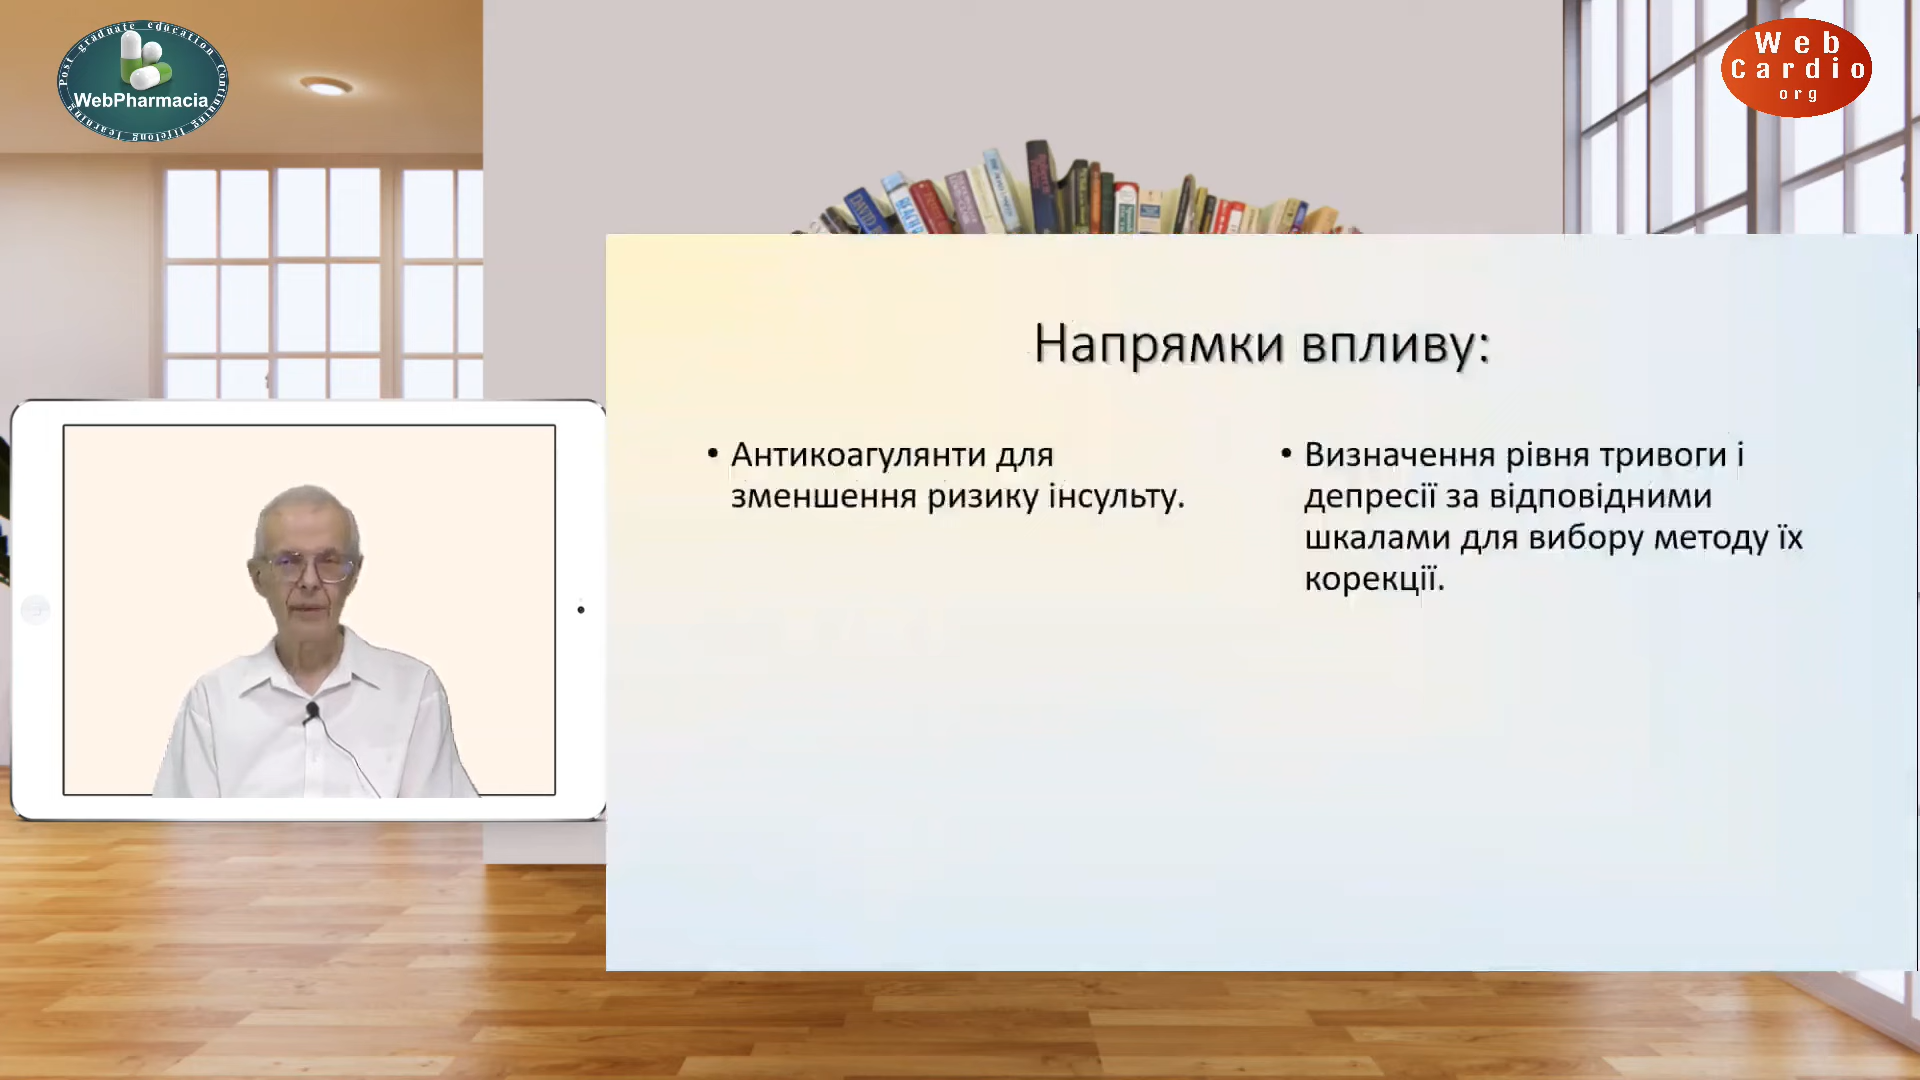 Post graduate education Continuing lifelong learning
WebPharmacia
Web
Cardio
org
Напрямки впливу:
• Антикоагулянти для
зменшення ризику інсульту.
• Визначення рівня тривоги і
депресії за відповідними
шкалами для вибору методу їх
корекції.